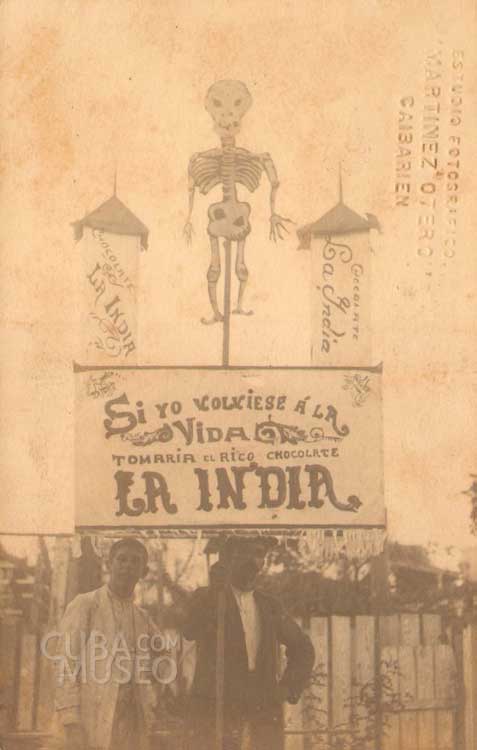 ESTUDIO FOTOGRAFICO,
"MARTINEZ OTERO"
CAIBARIEN
CHOCOLATE
LA INDIA
CHOCOLATE
La India
SI YO VOLVIESE Á LA
VIDA
TOMARIA EL RICO CHOCOLATE
LA INDIA
CUBA.COM
MUSEO